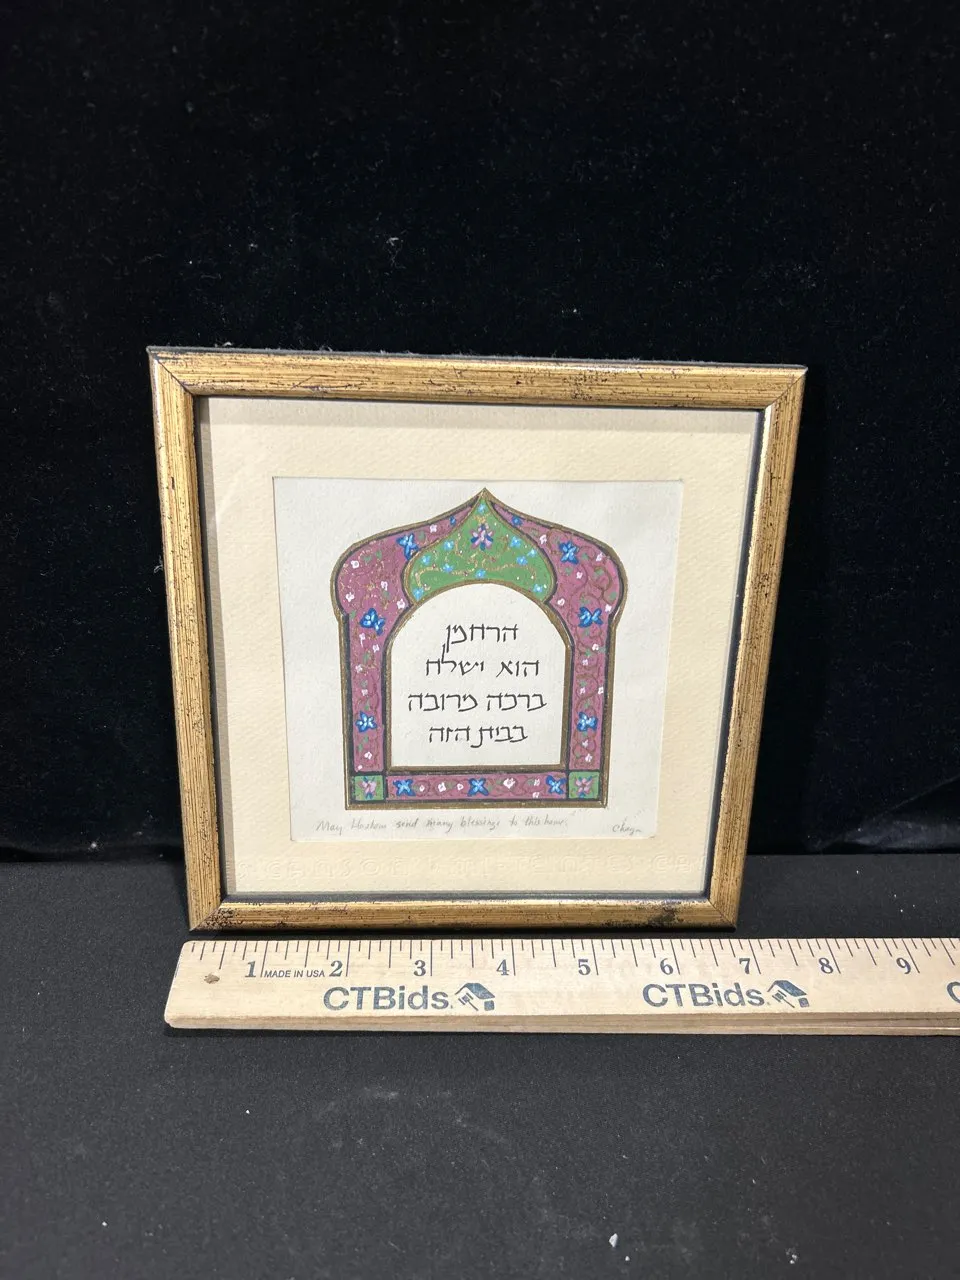 הרחמן
הוא ישלח
ברכה מרובה
בבית הזה
May Hashem send many blessings to this home.
1 MADE IN USA 2 3 4 5 6 7 8 9
CTBids CTBids